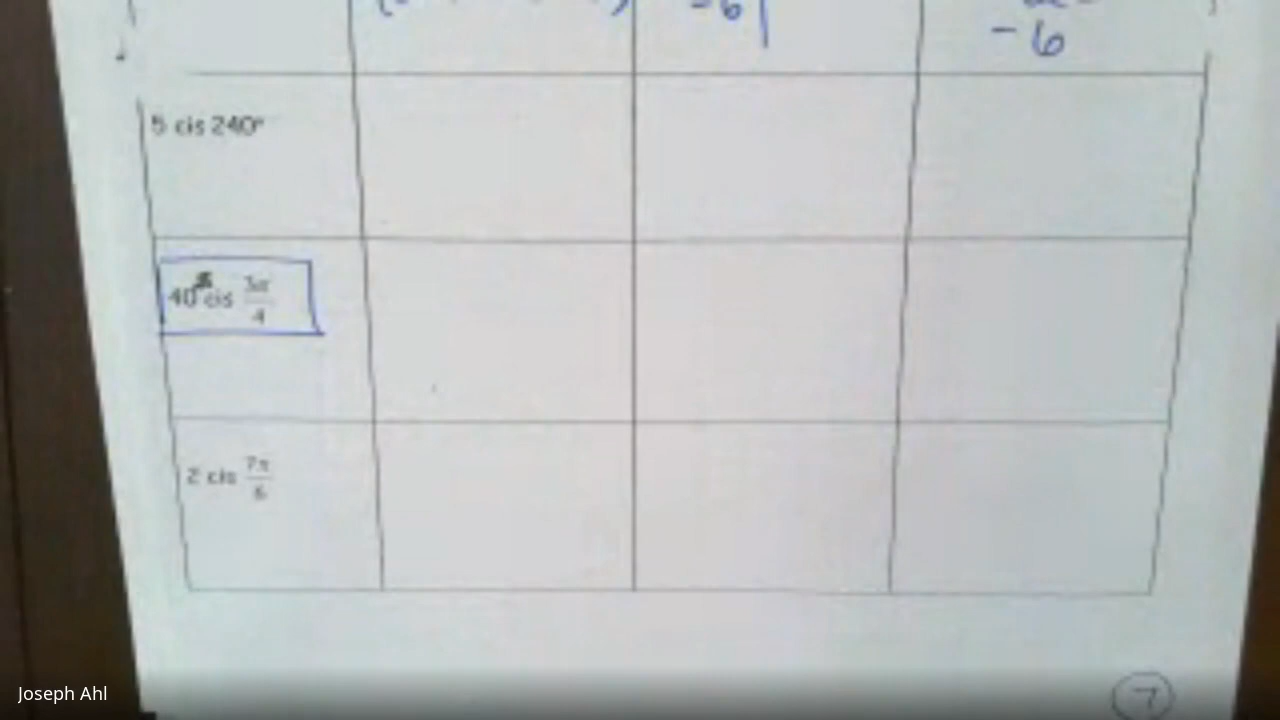 -6
- 6
5 cis 240°
40 cis 3π/4
2 cis 7π/6
7
Joseph Ahl